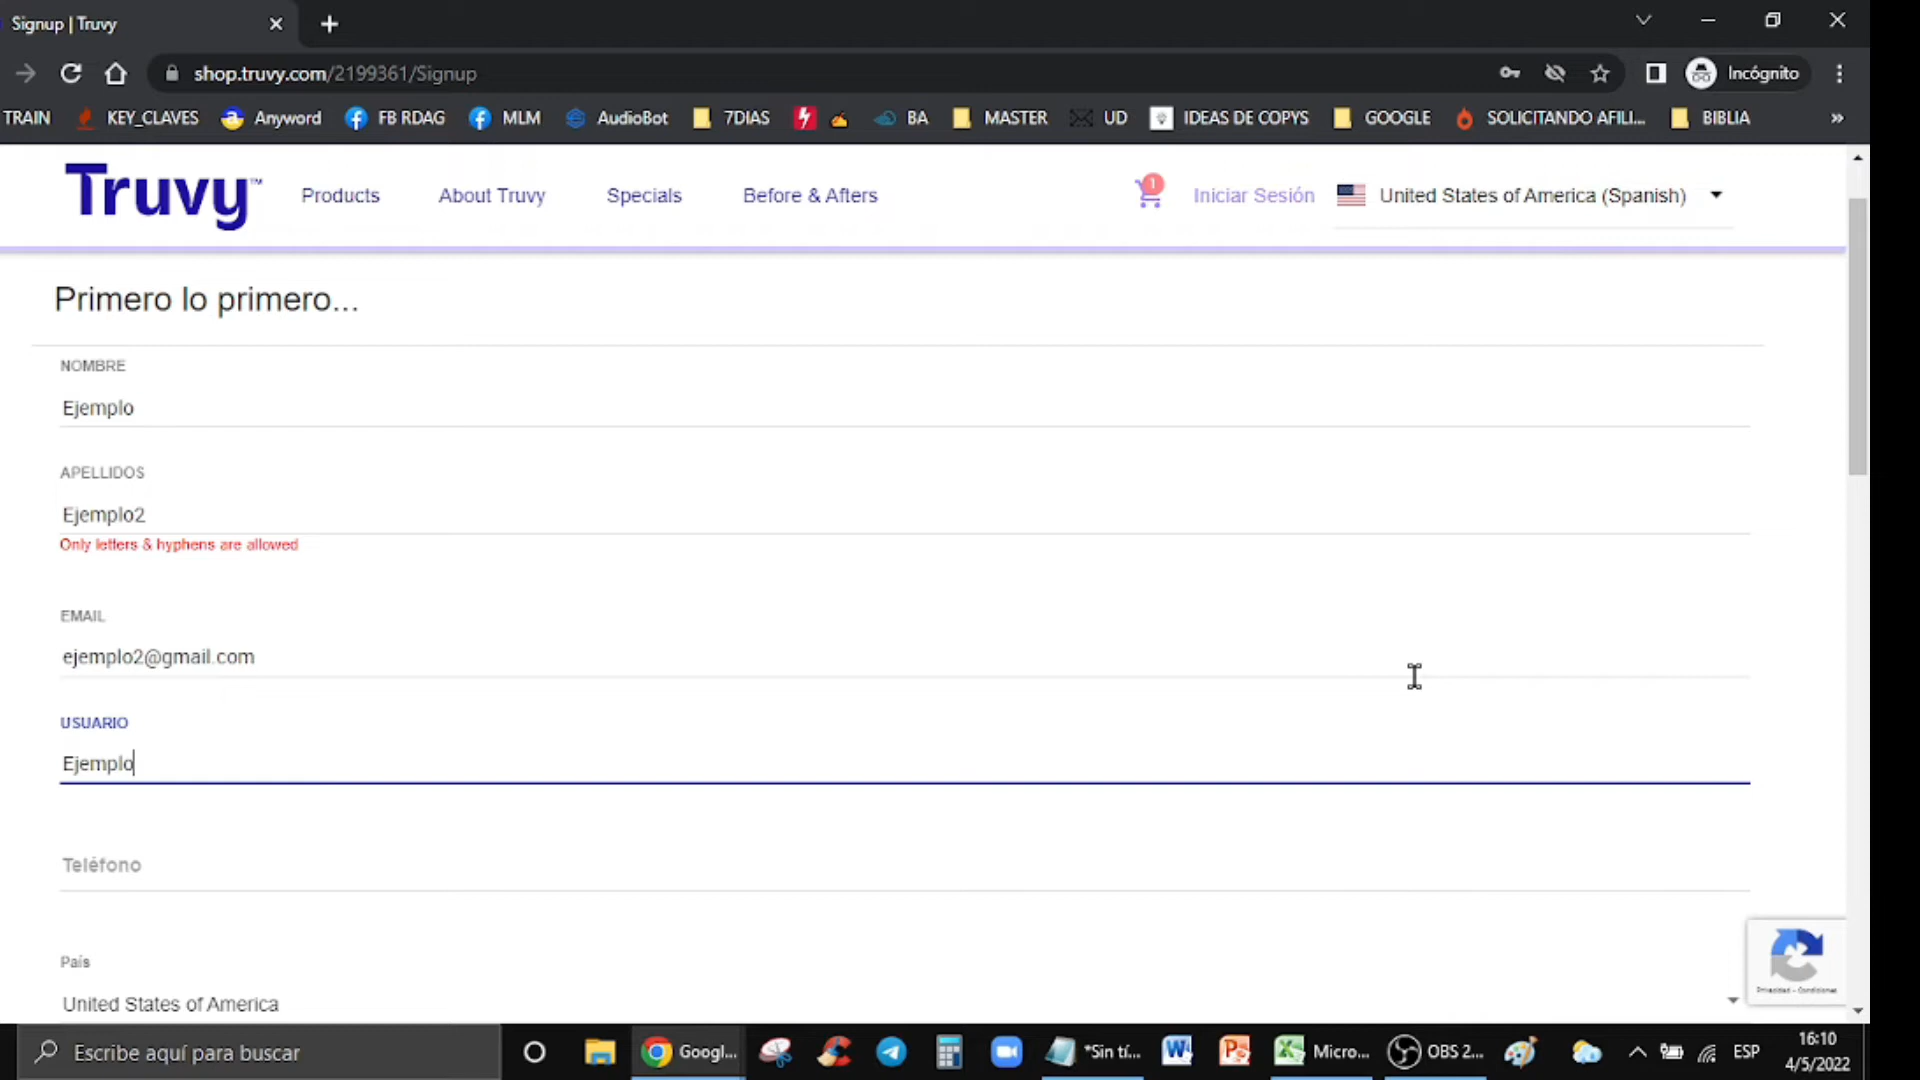 Signup | Truvy
shop.truvy.com/2199361/Signup
Incógnito
TRAIN KEY_CLAVES Anyword FB RDAG MLM AudioBot 7DIAS BA MASTER UD IDEAS DE COPYS GOOGLE SOLICITANDO AFILI... BIBLIA »
Truvy™ Products About Truvy Specials Before & Afters 1 Iniciar Sesión United States of America (Spanish)
Primero lo primero...
NOMBRE
Ejemplo
APELLIDOS
Ejemplo2
Only letters & hyphens are allowed
EMAIL
ejemplo2@gmail.com
USUARIO
Ejemplo
Teléfono
País
United States of America
Privacidad - Condiciones
Escribe aquí para buscar Googl... *Sin tí... Micro... OBS 2... ESP 16:10
4/5/2022